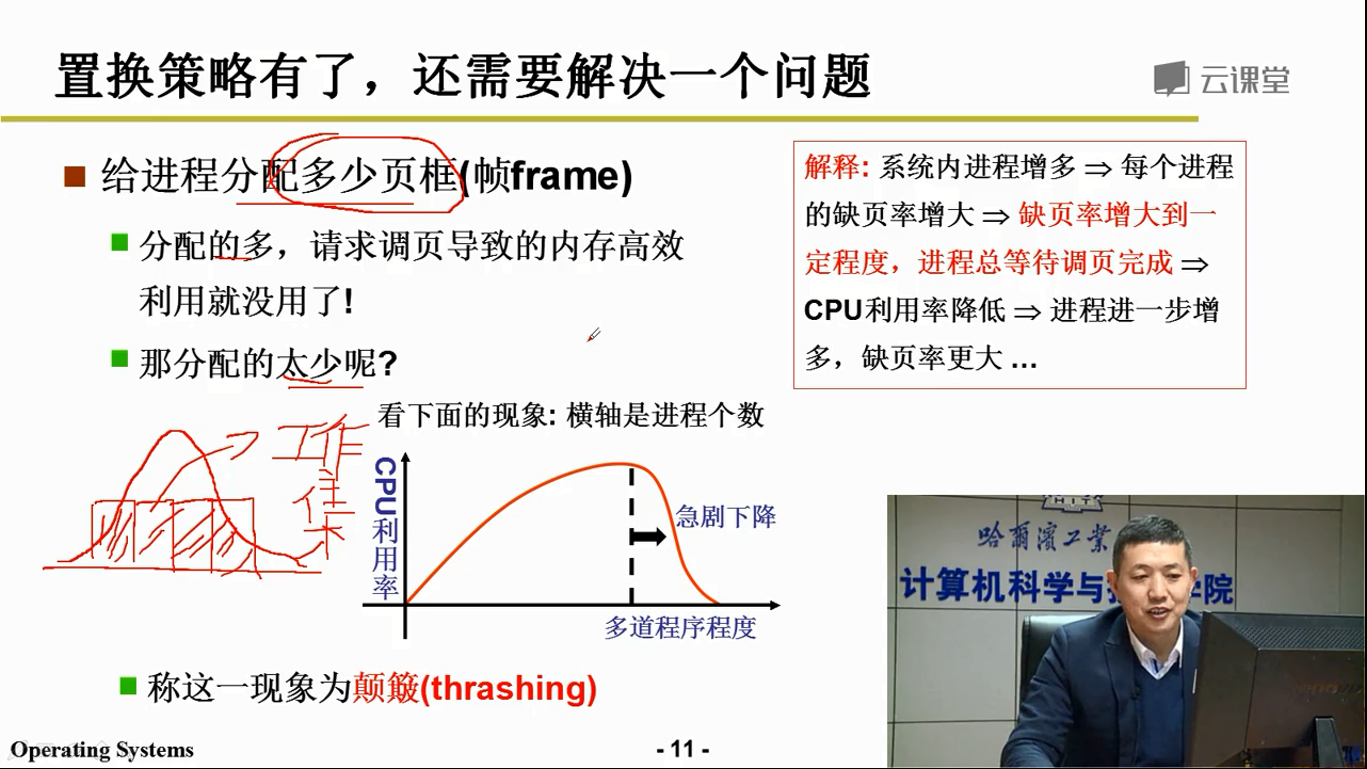 置换策略有了，还需要解决一个问题
云课堂
给进程分配多少页框(帧frame)
分配的多，请求调页导致的内存高效
利用就没用了!
那分配的太少呢?
解释: 系统内进程增多 ⇒ 每个进程
的缺页率增大 ⇒ 缺页率增大到一
定程度，进程总等待调页完成 ⇒
CPU利用率降低 ⇒ 进程进一步增
多，缺页率更大 ...
看下面的现象: 横轴是进程个数
工作
集
CPU利用率
急剧下降
多道程序程度
称这一现象为颠簸(thrashing)
哈尔滨工业
计算机科学与
学院
Operating Systems
- 11 -